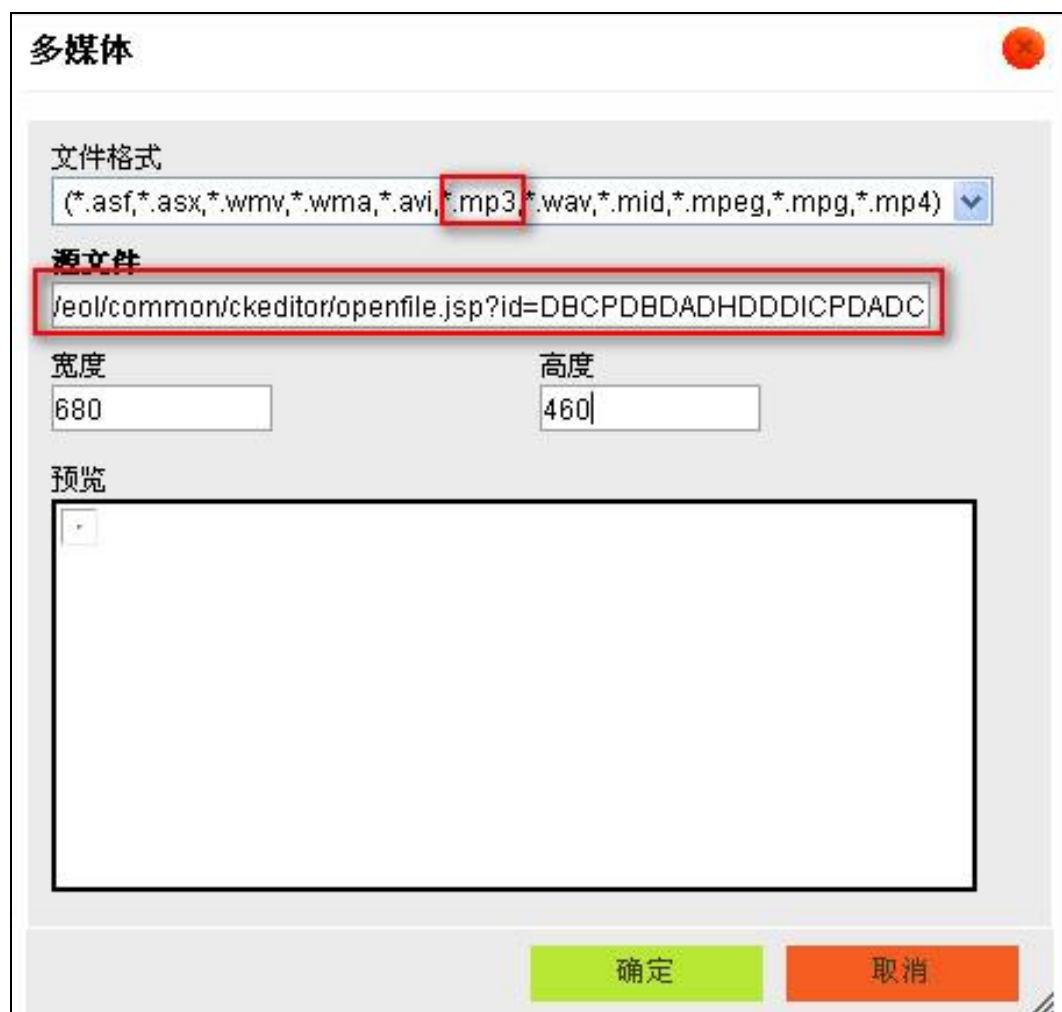 多媒体
文件格式
(*.asf,*.asx,*.wmv,*.wma,*.avi,*.mp3,*.wav,*.mid,*.mpeg,*.mpg,*.mp4)
源文件
/eol/common/ckeditor/openfile.jsp?id=DBCPDBDADHDDDICPDADC
宽度 高度
680 460
预览
确定 取消